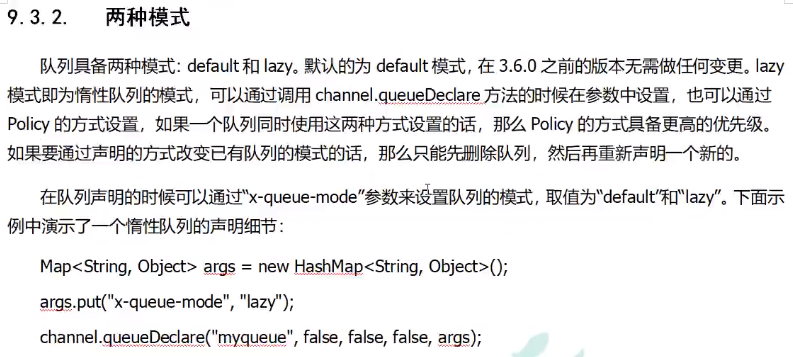 9.3.2. 两种模式
队列具备两种模式：default 和 lazy。默认的为 default 模式，在 3.6.0 之前的版本无需做任何变更。lazy
模式即为惰性队列的模式，可以通过调用 channel.queueDeclare 方法的时候在参数中设置，也可以通过
Policy 的方式设置，如果一个队列同时使用这两种方式设置的话，那么 Policy 的方式具备更高的优先级。
如果要通过声明的方式改变已有队列的模式的话，那么只能先删除队列，然后再重新声明一个新的。
在队列声明的时候可以通过“x-queue-mode”参数来设置队列的模式，取值为“default”和“lazy”。下面示
例中演示了一个惰性队列的声明细节：
Map<String, Object> args = new HashMap<String, Object>();
args.put("x-queue-mode", "lazy");
channel.queueDeclare("myqueue", false, false, false, args);